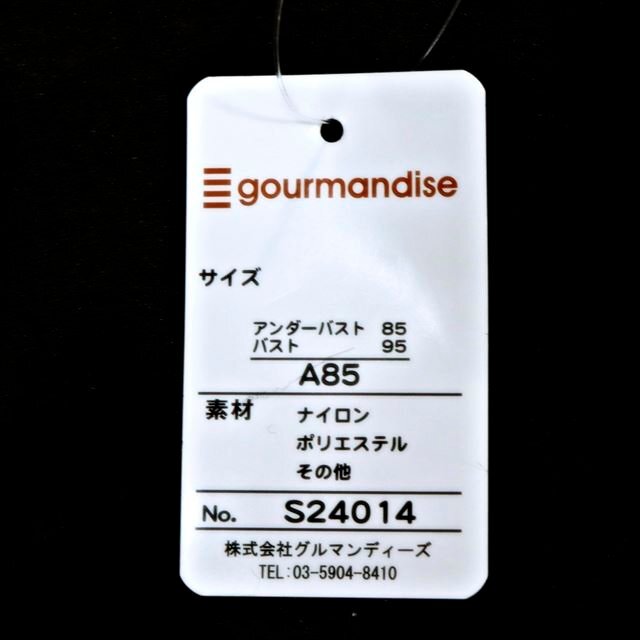 gourmandise
サイズ
アンダーバスト 85
バスト 95
A85
素材 ナイロン
ポリエステル
その他
No. S24014
株式会社グルマンディーズ
TEL:03-5904-8410